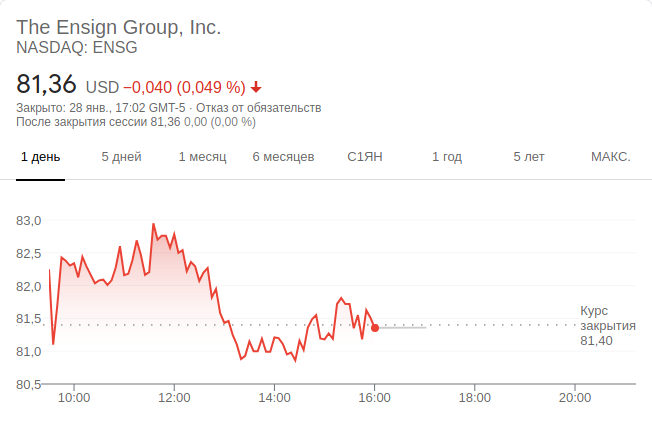 The Ensign Group, Inc.
NASDAQ: ENSG
81,36 USD −0,040 (0,049 %)
Закрыто: 28 янв., 17:02 GMT-5 · Отказ от обязательств
После закрытия сессии 81,36 0,00 (0,00 %)
1 день 5 дней 1 месяц 6 месяцев С1ЯН 1 год 5 лет МАКС.
83,0
82,5
82,0
81,5
81,0
80,5
Курс
закрытия
81,40
10:00 12:00 14:00 16:00 18:00 20:00